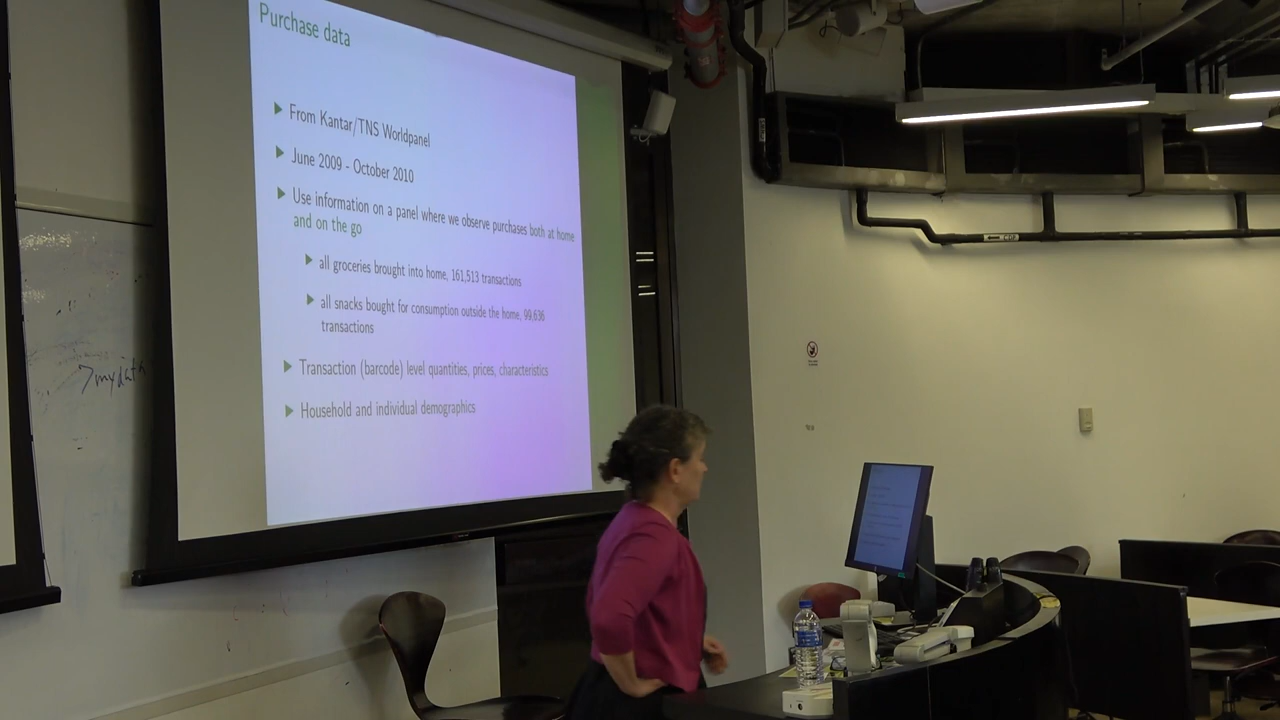 Purchase data
From Kantar/TNS Worldpanel
June 2009 - October 2010
Use information on a panel where we observe purchases both at home
and on the go
all groceries brought into home, 161,513 transactions
all snacks bought for consumption outside the home, 99,636
transactions
Transaction (barcode) level quantities, prices, characteristics
Household and individual demographics
mydata